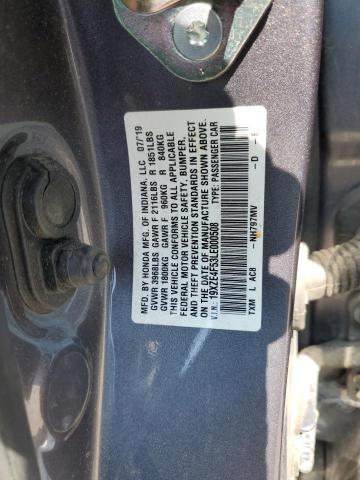 MFD. BY HONDA MFG. OF INDIANA, LLC 07/19
GVWR 3968LBS GAWR F 2116LBS R 1851LBS
GVWR 1800KG GAWR F 960KG R 840KG
THIS VEHICLE CONFORMS TO ALL APPLICABLE
FEDERAL MOTOR VEHICLE SAFETY, BUMPER,
AND THEFT PREVENTION STANDARDS IN EFFECT
ON THE DATE OF MANUFACTURE SHOWN ABOVE.
V.I.N.: 19XZE4F53LE000508 TYPE: PASSENGER CAR
TXM L AC8 -NH797MV -D -E